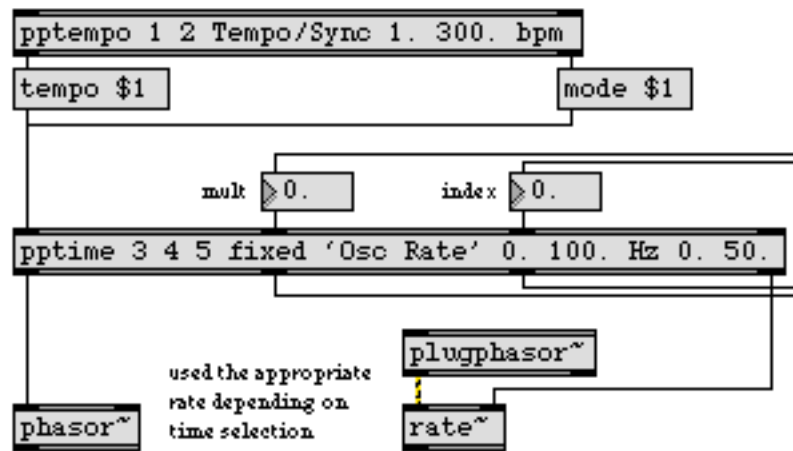 pptempo 1 2 Tempo/Sync 1. 300. bpm
tempo $1
mode $1
mult
0.
index
0.
pptime 3 4 5 fixed ‘Osc Rate’ 0. 100. Hz 0. 50.
plugphasor~
used the appropriate
rate depending on
time selection
phasor~
rate~